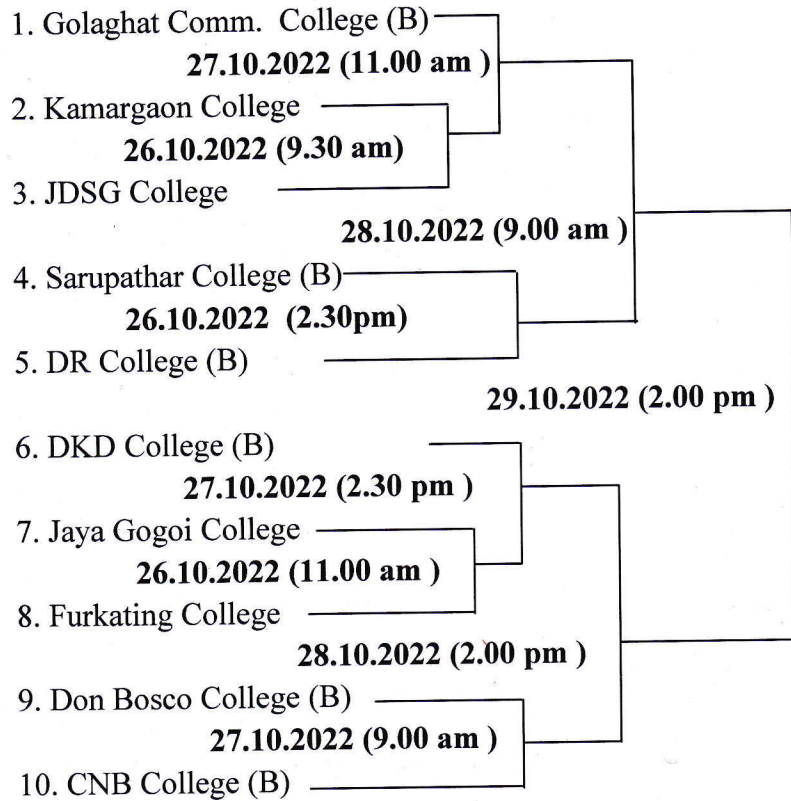 1. Golaghat Comm. College (B)
27.10.2022 (11.00 am )
2. Kamargaon College
26.10.2022 (9.30 am)
3. JDSG College
28.10.2022 (9.00 am )
4. Sarupathar College (B)
26.10.2022 (2.30pm)
5. DR College (B)
29.10.2022 (2.00 pm )
6. DKD College (B)
27.10.2022 (2.30 pm )
7. Jaya Gogoi College
26.10.2022 (11.00 am )
8. Furkating College
28.10.2022 (2.00 pm )
9. Don Bosco College (B)
27.10.2022 (9.00 am )
10. CNB College (B)